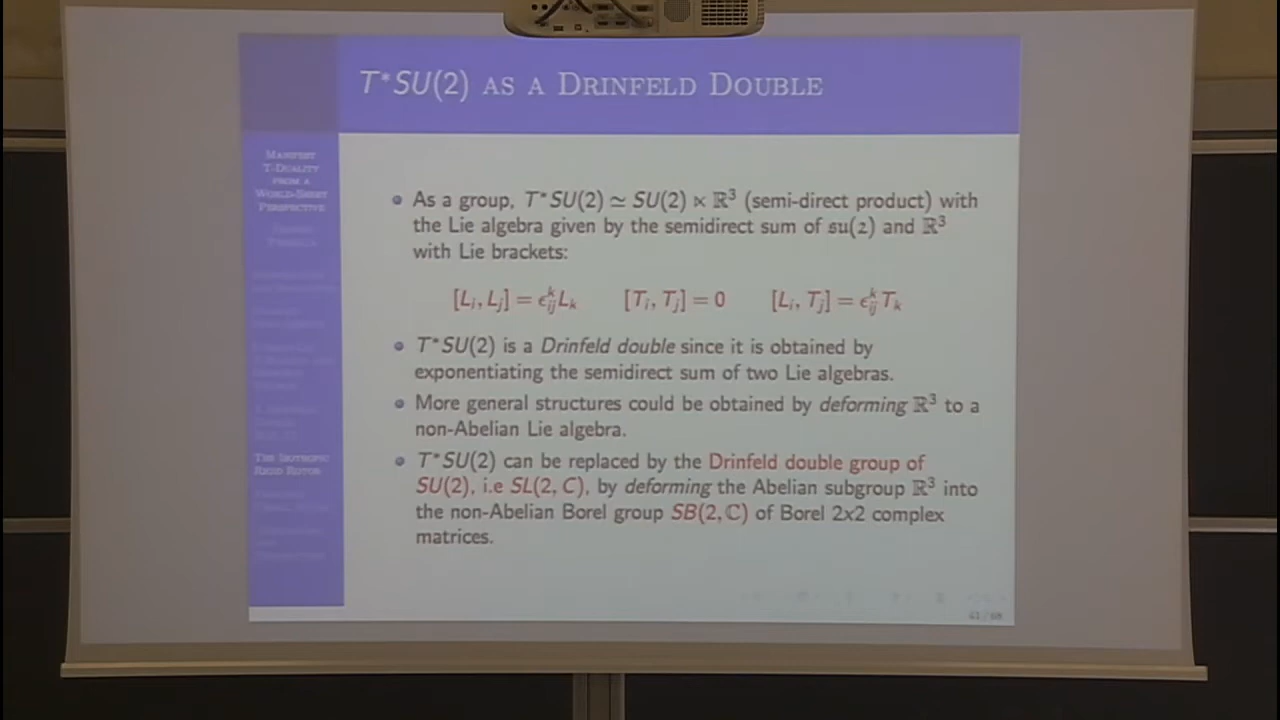 T*SU(2) AS A DRINFELD DOUBLE
MANIFEST
T-DUALITY
FROM A
WORLD-SHEET
PERSPECTIVE
THE ISOTROPIC
RIGID ROTOR
• As a group, T*SU(2) ≃ SU(2) ⋉ ℝ³ (semi-direct product) with
the Lie algebra given by the semidirect sum of su(2) and ℝ³
with Lie brackets:
[Lᵢ, Lⱼ] = ϵᵢⱼᵏLₖ [Tᵢ, Tⱼ] = 0 [Lᵢ, Tⱼ] = ϵᵢⱼᵏTₖ
• T*SU(2) is a Drinfeld double since it is obtained by
exponentiating the semidirect sum of two Lie algebras.
• More general structures could be obtained by deforming ℝ³ to a
non-Abelian Lie algebra.
• T*SU(2) can be replaced by the Drinfeld double group of
SU(2), i.e SL(2, C), by deforming the Abelian subgroup ℝ³ into
the non-Abelian Borel group SB(2, ℂ) of Borel 2x2 complex
matrices.